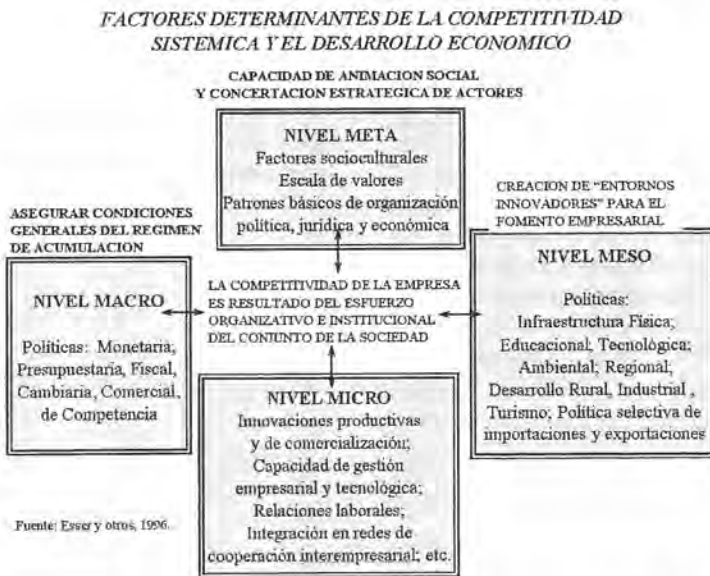 FACTORES DETERMINANTES DE LA COMPETITIVIDAD
SISTEMICA Y EL DESARROLLO ECONOMICO
CAPACIDAD DE ANIMACION SOCIAL
Y CONCERTACION ESTRATEGICA DE ACTORES
NIVEL META
Factores socioculturales
Escala de valores
Patrones básicos de organización
política, jurídica y económica
ASEGURAR CONDICIONES
GENERALES DEL REGIMEN
DE ACUMULACION
NIVEL MACRO
Políticas: Monetaria;
Presupuestaria, Fiscal,
Cambiaria, Comercial,
de Competencia
LA COMPETITIVIDAD DE LA EMPRESA
ES RESULTADO DEL ESFUERZO
ORGANIZATIVO E INSTITUCIONAL
DEL CONJUNTO DE LA SOCIEDAD
CREACION DE "ENTORNOS
INNOVADORES" PARA EL
FOMENTO EMPRESARIAL
NIVEL MESO
Políticas:
Infraestructura Física;
Educacional; Tecnológica;
Ambiental; Regional;
Desarrollo Rural, Industrial ,
Turismo; Política selectiva de
importaciones y exportaciones
NIVEL MICRO
Innovaciones productivas
y de comercialización;
Capacidad de gestión
empresarial y tecnológica;
Relaciones laborales;
Integración en redes de
cooperación interempresarial; etc.
Fuente: Esser y otros, 1996.